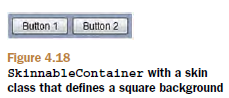 Button 1 Button 2
Figure 4.18
SkinnableContainer with a skin
class that defines a square background